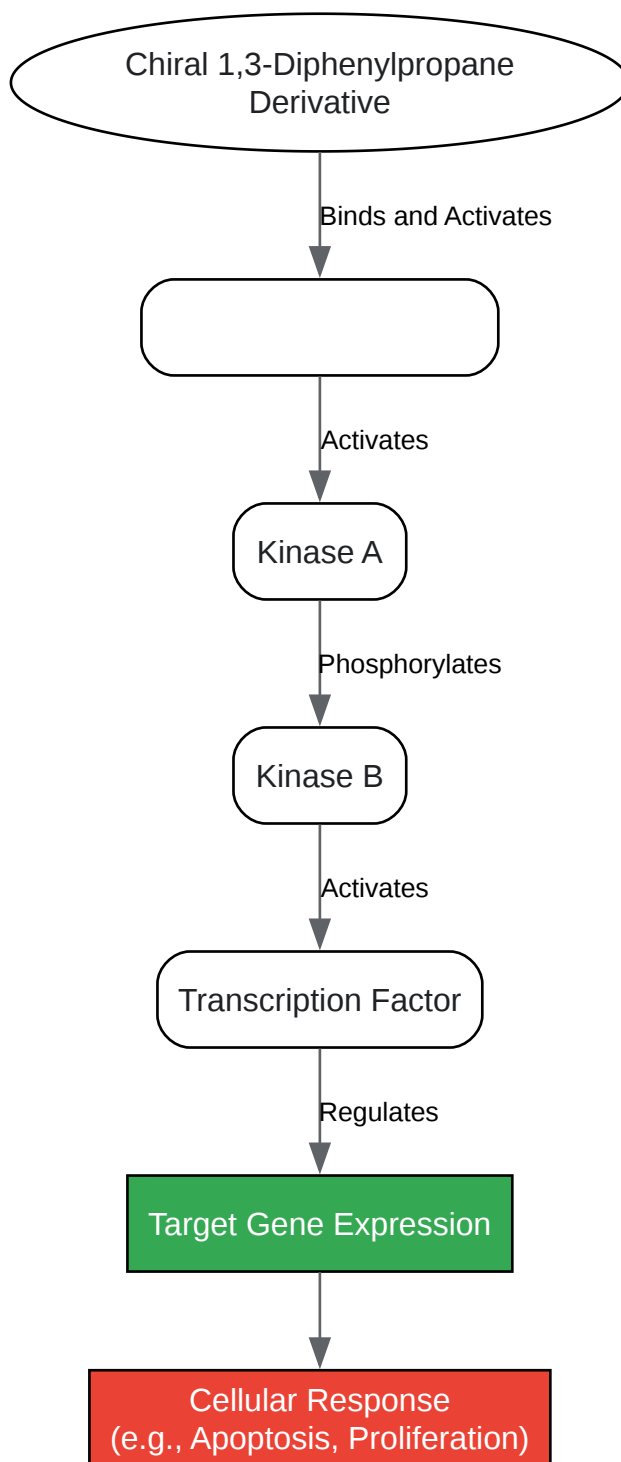 Chiral 1,3-Diphenylpropane
Derivative
Binds and Activates
Activates
Kinase A
Phosphorylates
Kinase B
Activates
Transcription Factor
Regulates
Target Gene Expression
Cellular Response
(e.g., Apoptosis, Proliferation)